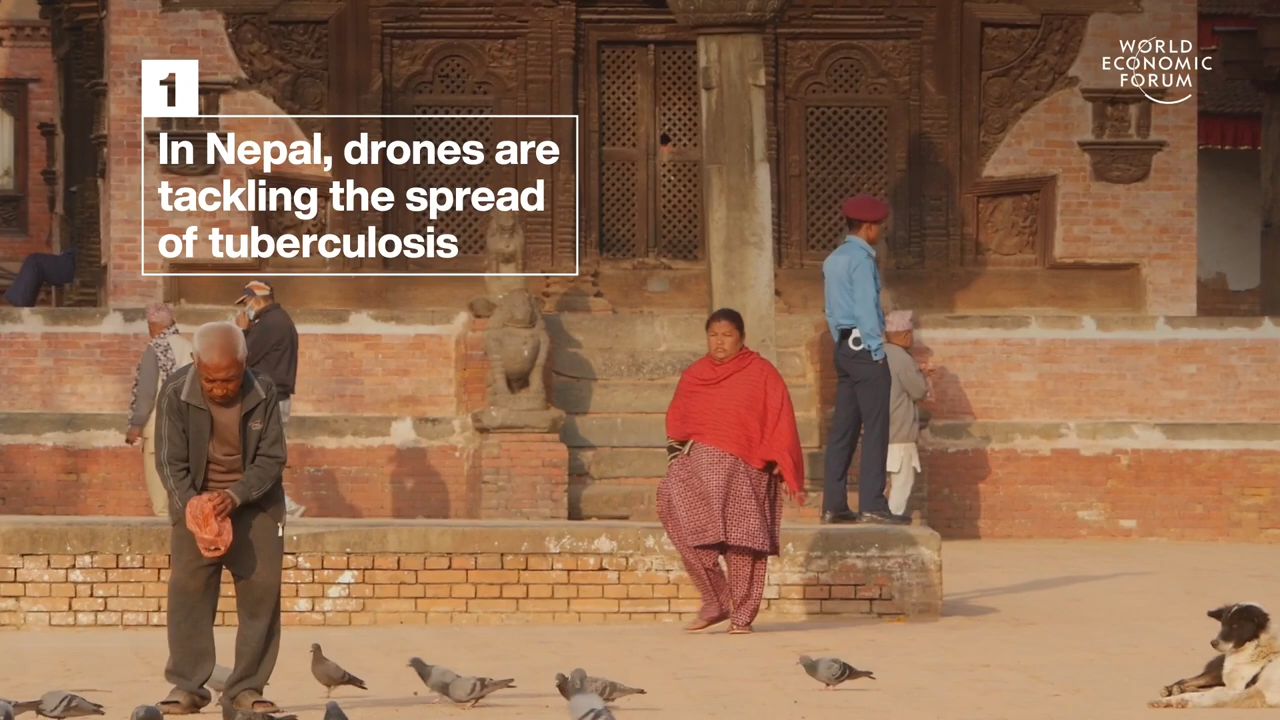 1
In Nepal, drones are
tackling the spread
of tuberculosis
WORLD
ECONOMIC
FORUM